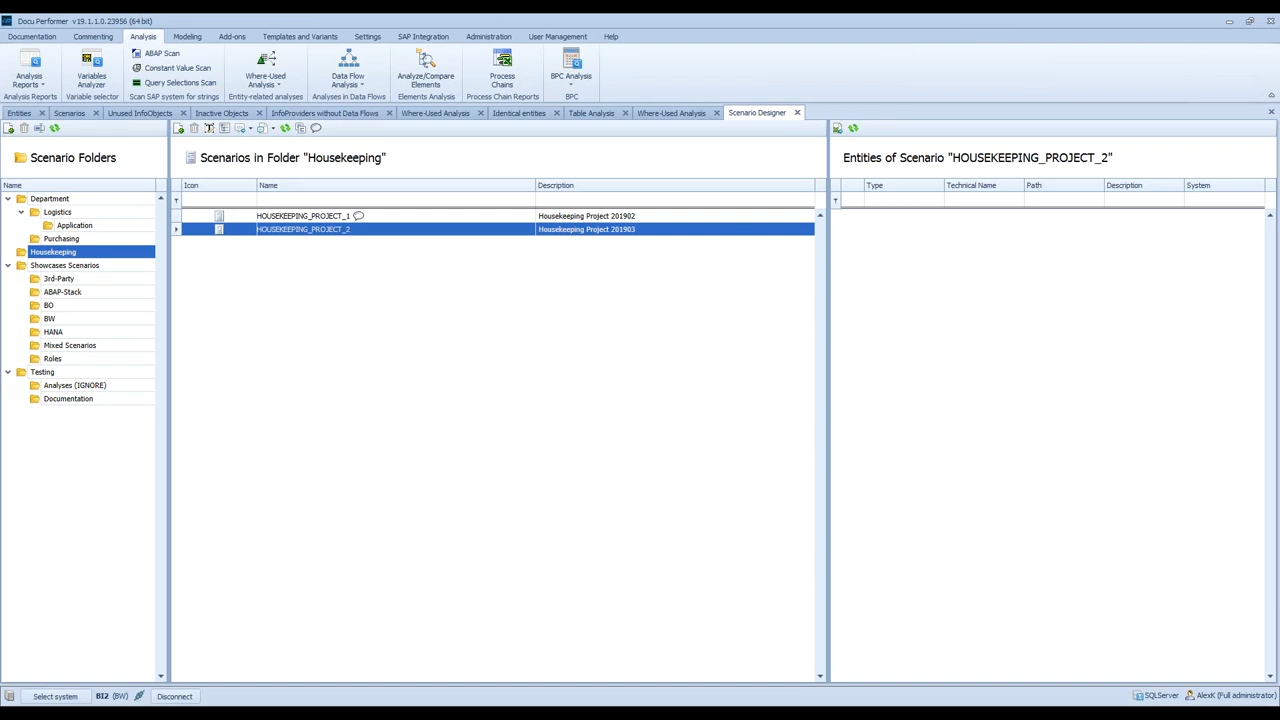 Docu Performer v19.1.1.0.23956 (64 bit)
Documentation Commenting Analysis Modeling Add-ons Templates and Variants Settings SAP Integration Administration User Management Help
Analysis Reports
Variables Analyzer
ABAP Scan
Constant Value Scan
Query Selections Scan
Where-Used Analysis
Data Flow Analysis
Analyze/Compare Elements
Process Chains
BPC Analysis
Analysis Reports Variable selector Scan SAP system for strings Entity-related analyses Analyses in Data Flows Elements Analysis Process Chain Reports BPC
Entities Scenarios Unused InfoObjects Inactive Objects InfoProviders without Data Flows Where-Used Analysis Identical entities Table Analysis Where-Used Analysis Scenario Designer
Scenario Folders
Name
Department
Logistics
Application
Purchasing
Housekeeping
Showcases Scenarios
3rd-Party
ABAP-Stack
BO
BW
HANA
Mixed Scenarios
Roles
Testing
Analyses (IGNORE)
Documentation
Scenarios in Folder "Housekeeping"
Icon Name Description
HOUSEKEEPING_PROJECT_1 Housekeeping Project 201902
HOUSEKEEPING_PROJECT_2 Housekeeping Project 201903
Entities of Scenario "HOUSEKEEPING_PROJECT_2"
Type Technical Name Path Description System
Select system BI2 (BW) Disconnect SQLServer AlexK (Full administrator)